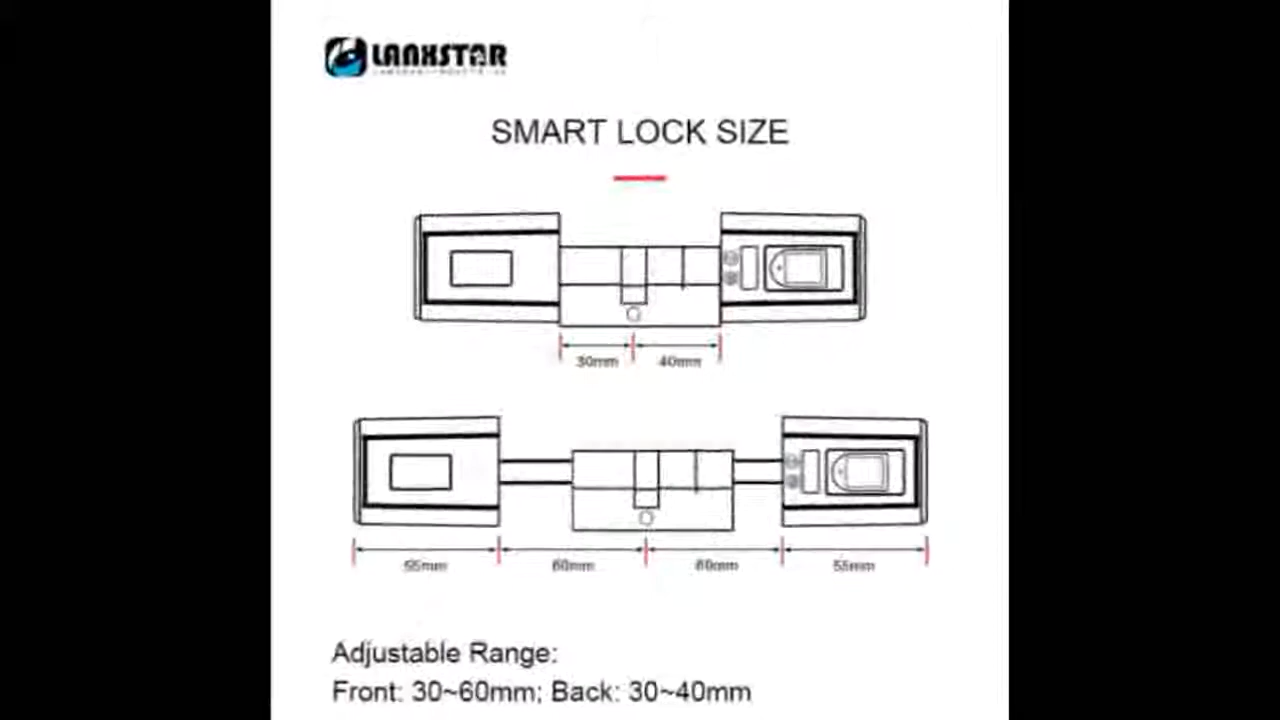 LANXSTAR
SMART LOCK SIZE
30mm 40mm
55mm 60mm 60mm 55mm
Adjustable Range:
Front: 30~60mm; Back: 30~40mm